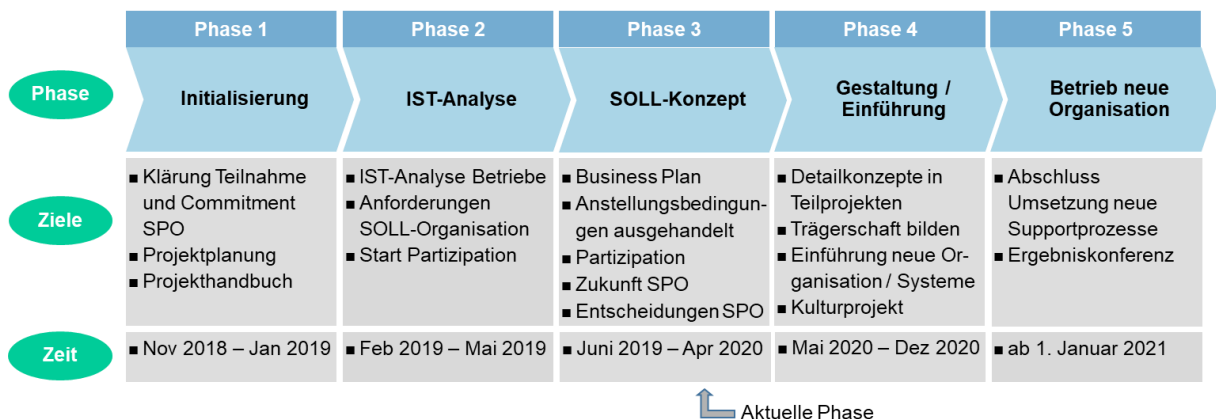 Phase 1
Phase 2
Phase 3
Phase 4
Phase 5
Phase
Initialisierung
IST-Analyse
SOLL-Konzept
Gestaltung /
Einführung
Betrieb neue
Organisation
Ziele
■ Klärung Teilnahme
und Commitment
SPO
■ Projektplanung
■ Projekthandbuch
■ IST-Analyse Betriebe
■ Anforderungen
SOLL-Organisation
■ Start Partizipation
■ Business Plan
■ Anstellungsbedingun-
gen ausgehandelt
■ Partizipation
■ Zukunft SPO
■ Entscheidungen SPO
■ Detailkonzepte in
Teilprojekten
■ Trägerschaft bilden
■ Einführung neue Or-
ganisation / Systeme
■ Kulturprojekt
■ Abschluss
Umsetzung neue
Supportprozesse
■ Ergebniskonferenz
Zeit
■ Nov 2018 – Jan 2019
■ Feb 2019 – Mai 2019
■ Juni 2019 – Apr 2020
■ Mai 2020 – Dez 2020
■ ab 1. Januar 2021
Aktuelle Phase